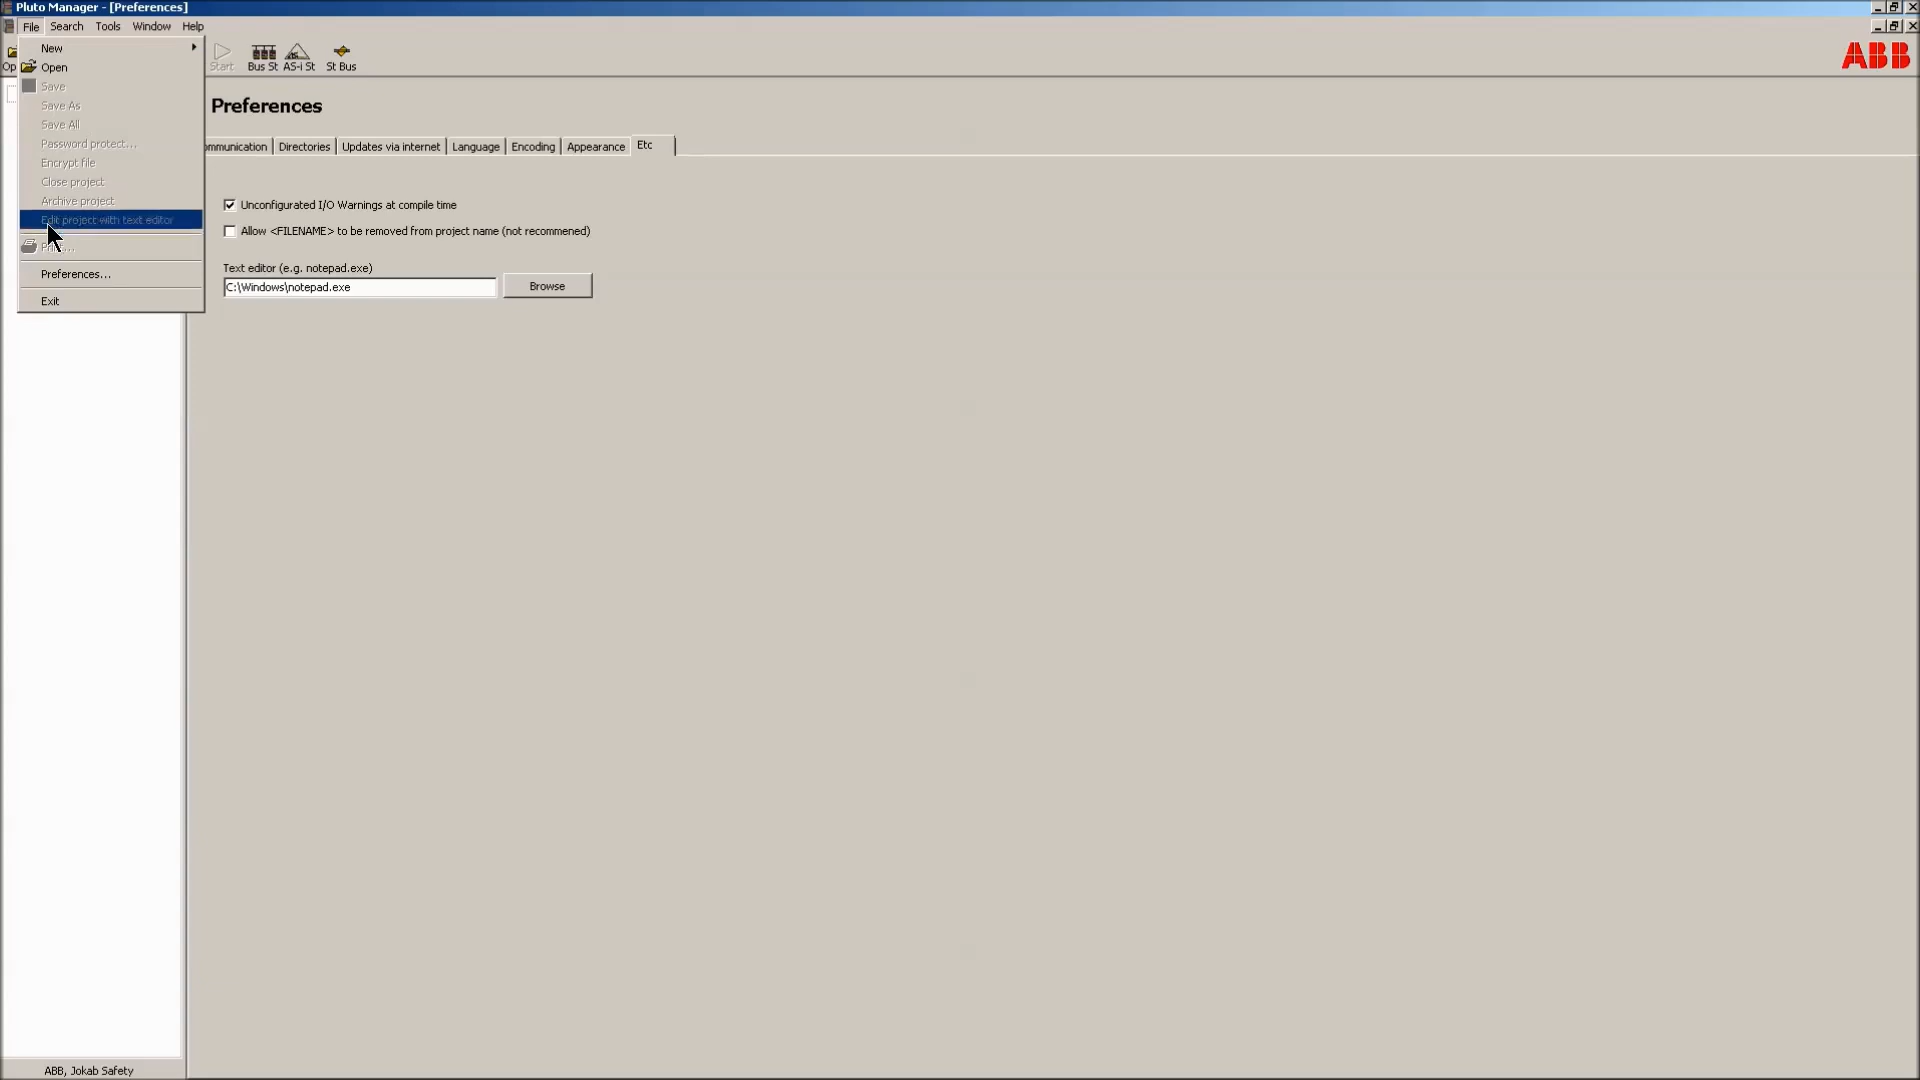 Pluto Manager - [Preferences]
File Search Tools Window Help
New
Open
Save
Save As
Save All
Password protect...
Encrypt file
Close project
Archive project
Edit project with text editor
Preferences...
Exit
Op
Start Bus St AS-i St St Bus
ABB
Preferences
ommunication Directories Updates via internet Language Encoding Appearance Etc
Unconfigurated I/O Warnings at compile time
Allow <FILENAME> to be removed from project name (not recommened)
Text editor (e.g. notepad.exe)
C:\Windows\notepad.exe Browse
ABB, Jokab Safety